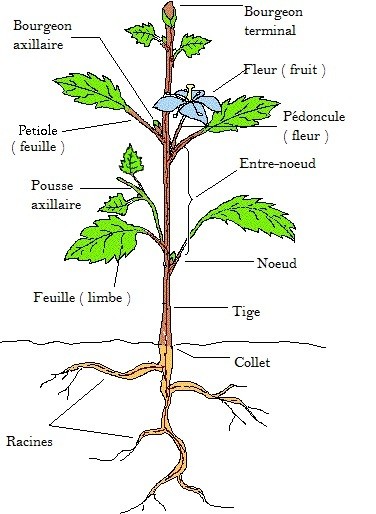 Bourgeon
terminal
Bourgeon
axillaire
Fleur ( fruit )
Pédoncule
( fleur )
Petiole
( feuille )
Entre-noeud
Pousse
axillaire
Noeud
Feuille ( limbe )
Tige
Collet
Racines